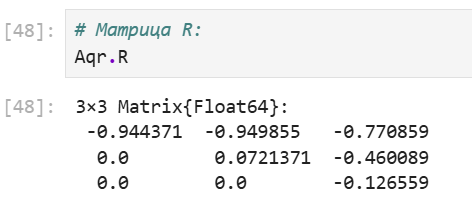 [48]: # Матрица R:
Aqr.R
[48]: 3×3 Matrix{Float64}:
-0.944371 -0.949855 -0.770859
0.0 0.0721371 -0.460089
0.0 0.0 -0.126559